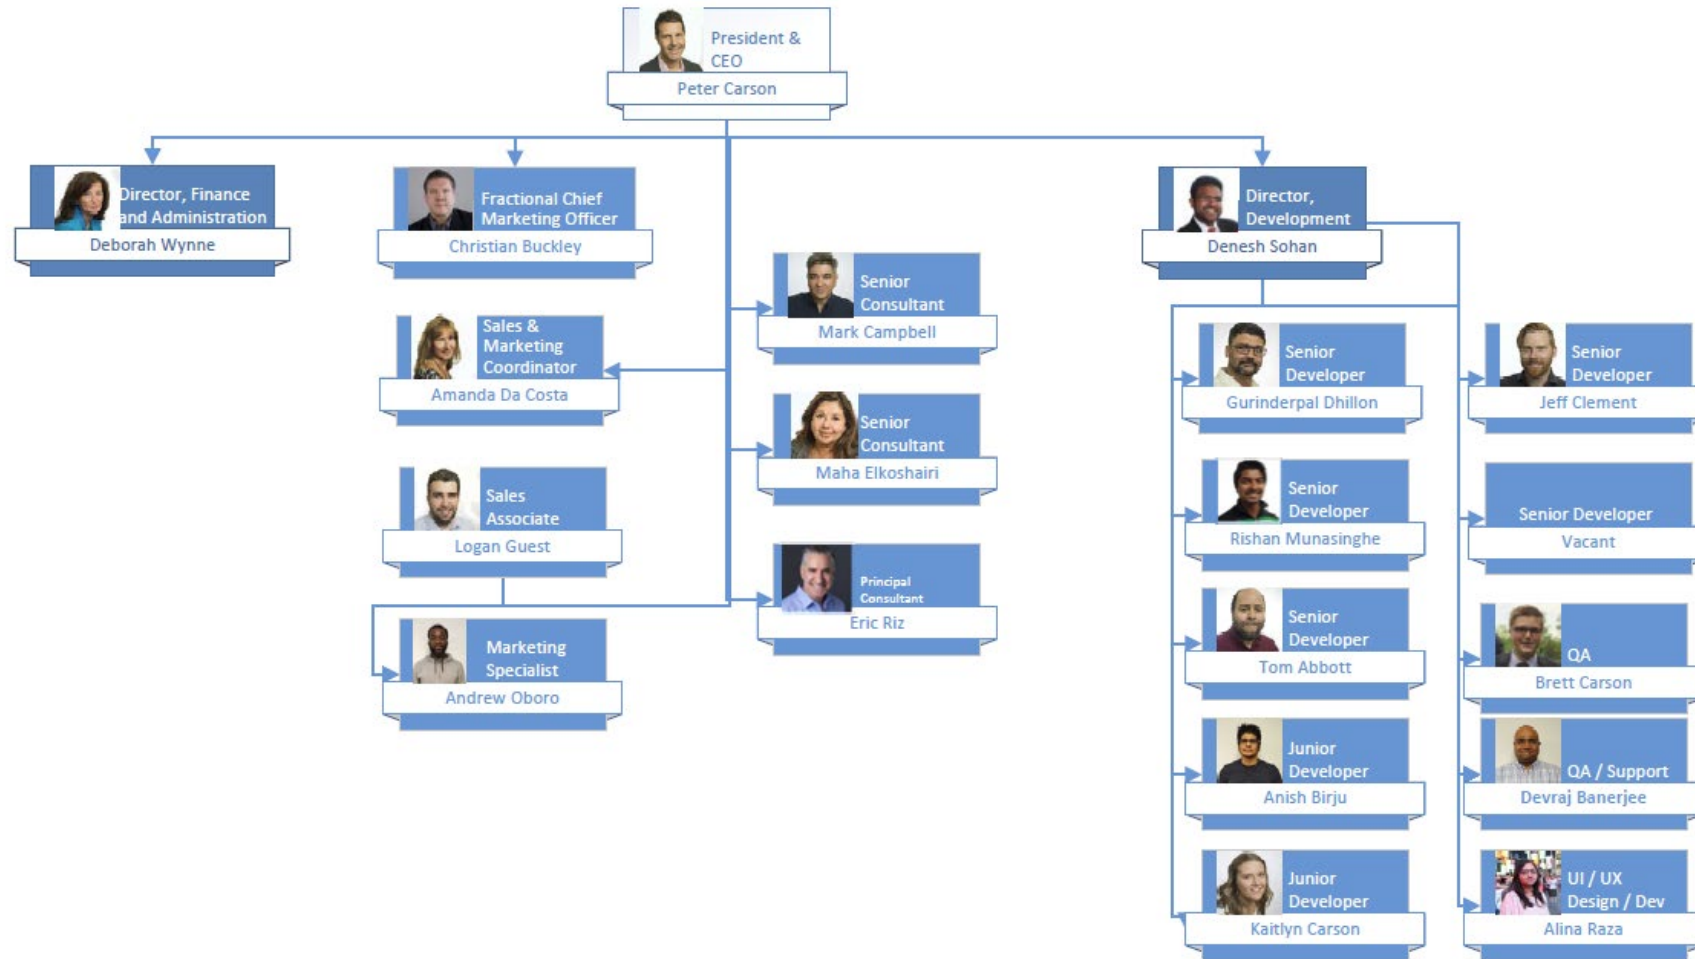 President &
CEO
Peter Carson
Director, Finance
and Administration
Deborah Wynne
Fractional Chief
Marketing Officer
Christian Buckley
Director,
Development
Denesh Sohan
Sales &
Marketing
Coordinator
Amanda Da Costa
Sales
Associate
Logan Guest
Marketing
Specialist
Andrew Oboro
Senior
Consultant
Mark Campbell
Senior
Consultant
Maha Elkoshairi
Principal
Consultant
Eric Riz
Senior
Developer
Gurinderpal Dhillon
Senior
Developer
Rishan Munasinghe
Senior
Developer
Tom Abbott
Junior
Developer
Anish Birju
Junior
Developer
Kaitlyn Carson
Senior
Developer
Jeff Clement
Senior Developer
Vacant
QA
Brett Carson
QA / Support
Devraj Banerjee
UI / UX
Design / Dev
Alina Raza